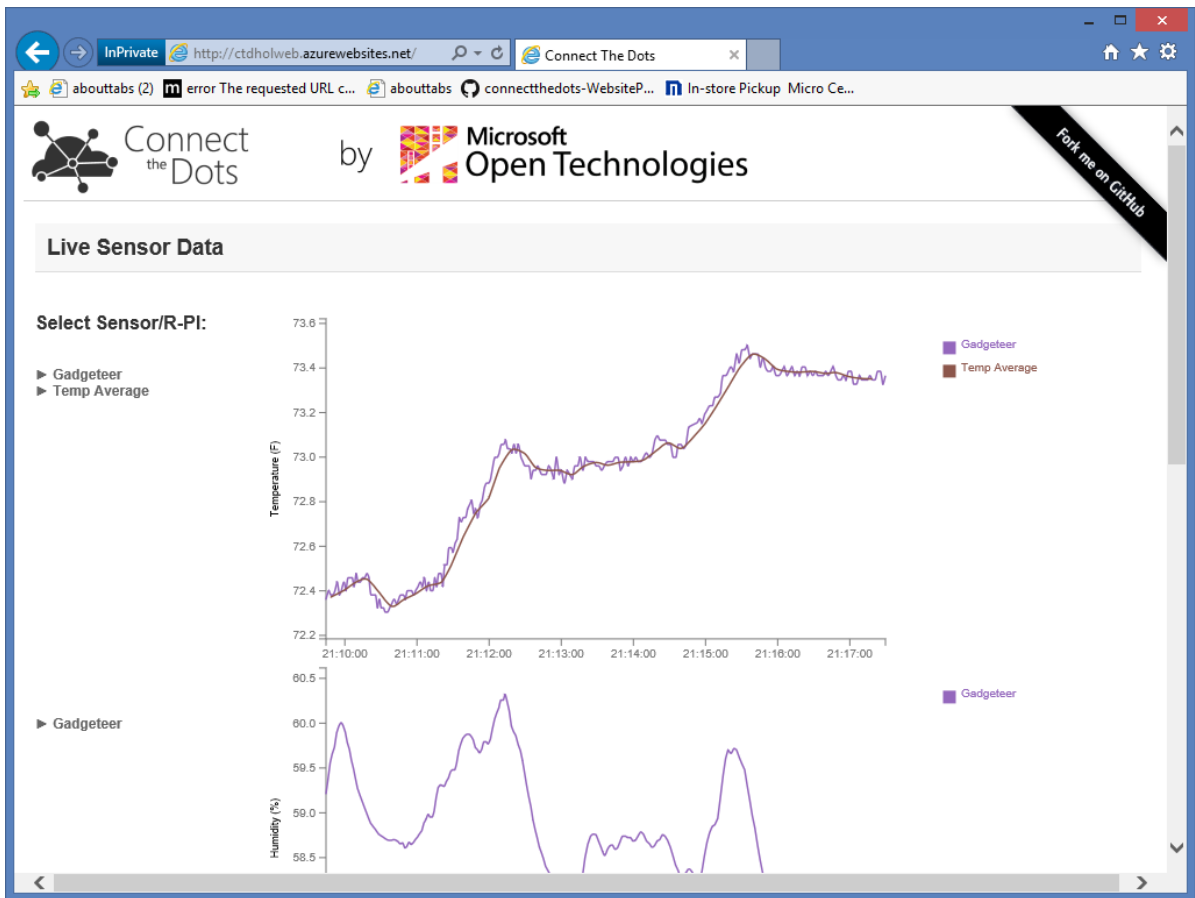 InPrivate
http://ctdholweb.azurewebsites.net/
Connect The Dots
abouttabs (2)
error The requested URL c...
abouttabs
connectthedots-WebsiteP...
In-store Pickup Micro Ce...
Connect
the Dots
by
Microsoft
Open Technologies
Fork me on GitHub
Live Sensor Data
Select Sensor/R-PI:
Gadgeteer
Temp Average
73.6
73.4
73.2
73.0
72.8
72.6
72.4
72.2
Temperature (F)
21:10:00 21:11:00 21:12:00 21:13:00 21:14:00 21:15:00 21:16:00 21:17:00
Gadgeteer
Temp Average
Gadgeteer
60.5
60.0
59.5
59.0
58.5
Humidity (%)
Gadgeteer